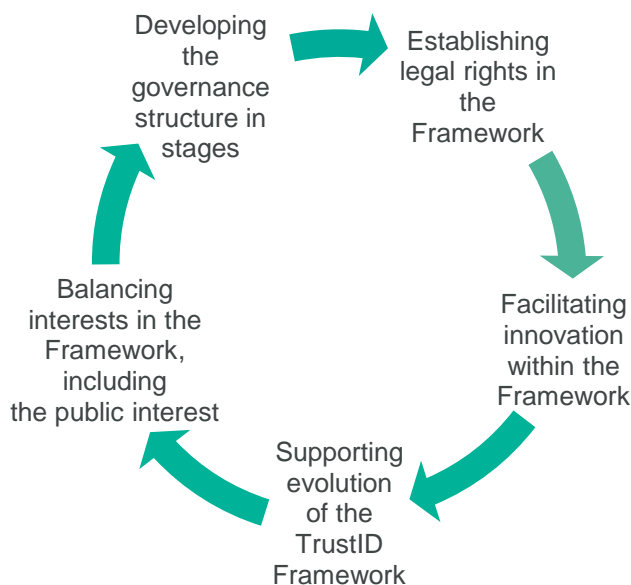 Developing
the
governance
structure in
stages
Establishing
legal rights in
the
Framework
Facilitating
innovation
within the
Framework
Supporting
evolution
of the
TrustID
Framework
Balancing
interests in the
Framework,
including
the public interest